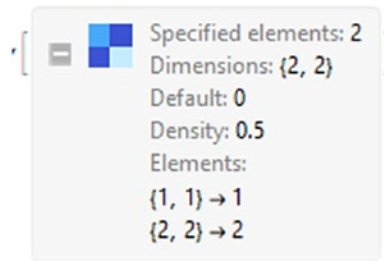 Specified elements: 2
Dimensions: {2, 2}
Default: 0
Density: 0.5
Elements:
{1, 1} → 1
{2, 2} → 2